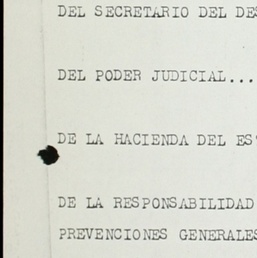 DEL SECRETARIO DEL DES
DEL PODER JUDICIAL...
DE LA HACIENDA DEL ES
DE LA RESPONSABILIDAD
PREVENCIONES GENERALES